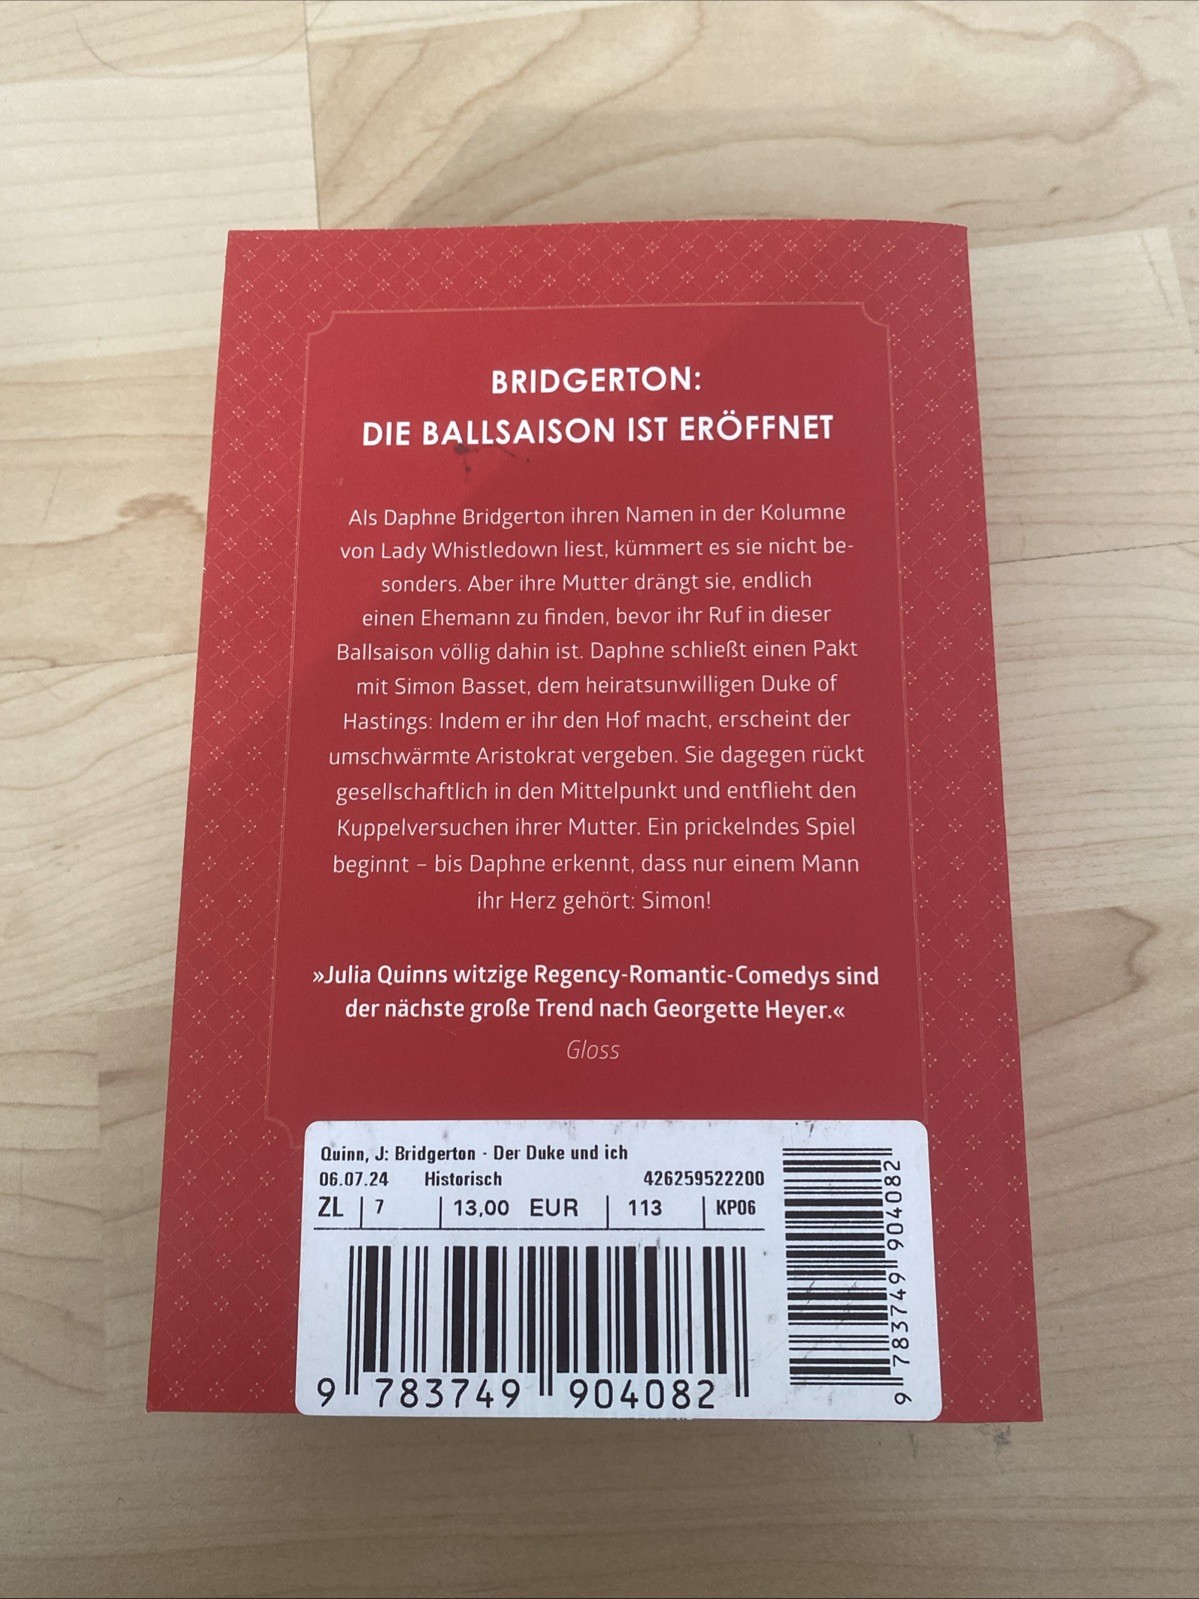 BRIDGERTON:
DIE BALLSAISON IST ERÖFFNET
Als Daphne Bridgerton ihren Namen in der Kolumne
von Lady Whistledown liest, kümmert es sie nicht be-
sonders. Aber ihre Mutter drängt sie, endlich
einen Ehemann zu finden, bevor ihr Ruf in dieser
Ballsaison völlig dahin ist. Daphne schließt einen Pakt
mit Simon Basset, dem heiratsunwilligen Duke of
Hastings: Indem er ihr den Hof macht, erscheint der
umschwärmte Aristokrat vergeben. Sie dagegen rückt
gesellschaftlich in den Mittelpunkt und entflieht den
Kuppelversuchen ihrer Mutter. Ein prickelndes Spiel
beginnt – bis Daphne erkennt, dass nur einem Mann
ihr Herz gehört: Simon!
»Julia Quinns witzige Regency-Romantic-Comedys sind
der nächste große Trend nach Georgette Heyer.«
Gloss
Quinn, J: Bridgerton - Der Duke und ich
06.07.24 Historisch 426259522200
ZL 7 13,00 EUR 113 KP06
9 783749 904082
9 783749 904082